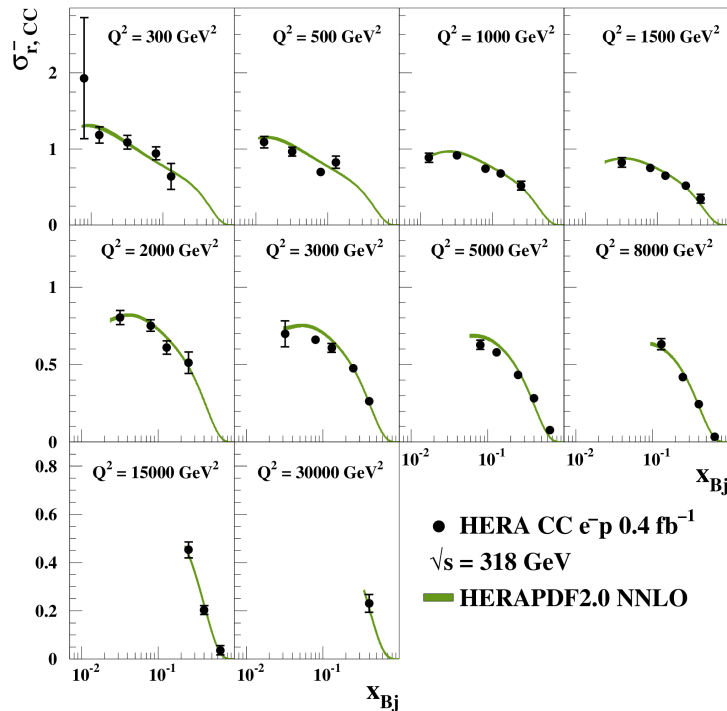 σ⁻r, CC
Q² = 300 GeV²
Q² = 500 GeV²
Q² = 1000 GeV²
Q² = 1500 GeV²
2
1
0
Q² = 2000 GeV²
Q² = 3000 GeV²
Q² = 5000 GeV²
Q² = 8000 GeV²
1
0.5
0
10⁻² 10⁻¹
10⁻² 10⁻¹
xBj
Q² = 15000 GeV²
Q² = 30000 GeV²
0.8
0.6
0.4
0.2
0
10⁻² 10⁻¹
10⁻² 10⁻¹
xBj
HERA CC e⁻p 0.4 fb⁻¹
√s = 318 GeV
HERAPDF2.0 NNLO